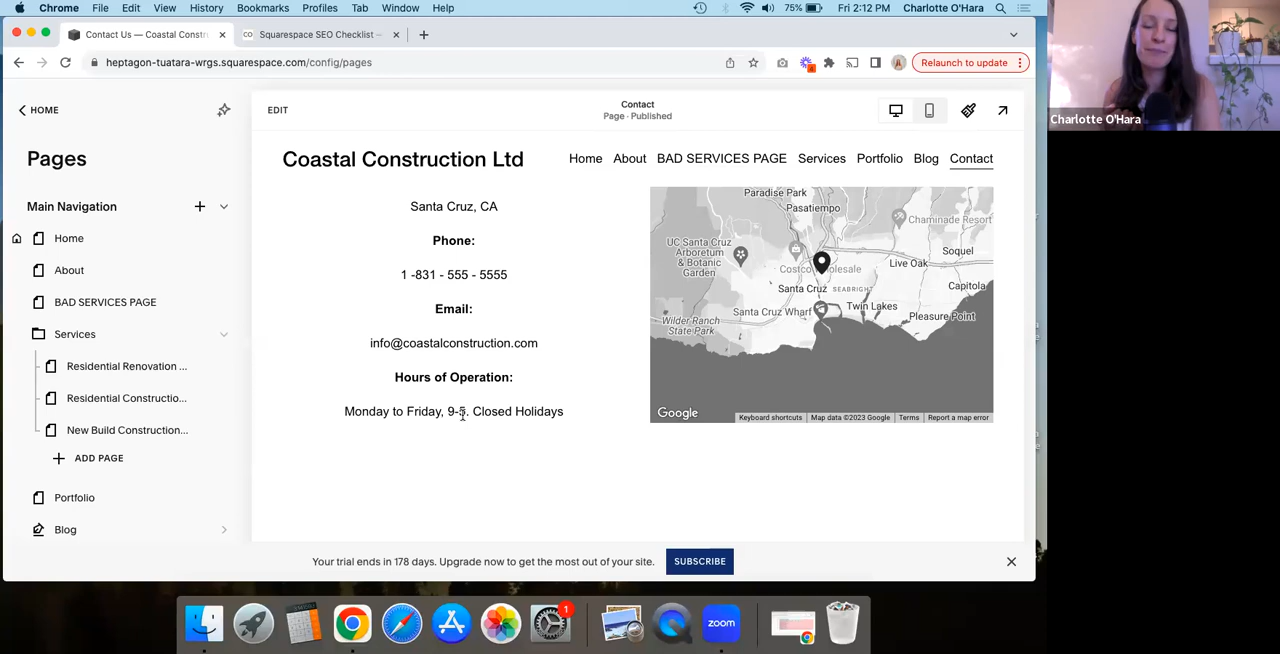 Chrome File Edit View History Bookmarks Profiles Tab Window Help 75% Fri 2:12 PM Charlotte O'Hara
Contact Us — Coastal Constr
Squarespace SEO Checklist —
heptagon-tuatara-wrgs.squarespace.com/config/pages
Relaunch to update
4
Charlotte O'Hara
HOME
EDIT
Contact
Page · Published
Pages
Main Navigation
Home
About
BAD SERVICES PAGE
Services
Residential Renovation ...
Residential Constructio...
New Build Construction...
ADD PAGE
Portfolio
Blog
Coastal Construction Ltd
Home About BAD SERVICES PAGE Services Portfolio Blog Contact
Santa Cruz, CA
Phone:
1 -831 - 555 - 5555
Email:
info@coastalconstruction.com
Hours of Operation:
Monday to Friday, 9-5. Closed Holidays
Paradise Park
Pasatiempo
Chaminade Resort
UC Santa Cruz
Arboretum
& Botanic
Garden
Soquel
Live Oak
Costco Wholesale
Capitola
Santa Cruz
SEABRIGHT
Twin Lakes
Santa Cruz Wharf
Pleasure Point
Wilder Ranch
State Park
Google
Keyboard shortcuts Map data ©2023 Google Terms Report a map error
Your trial ends in 178 days. Upgrade now to get the most out of your site.
SUBSCRIBE
1
zoom